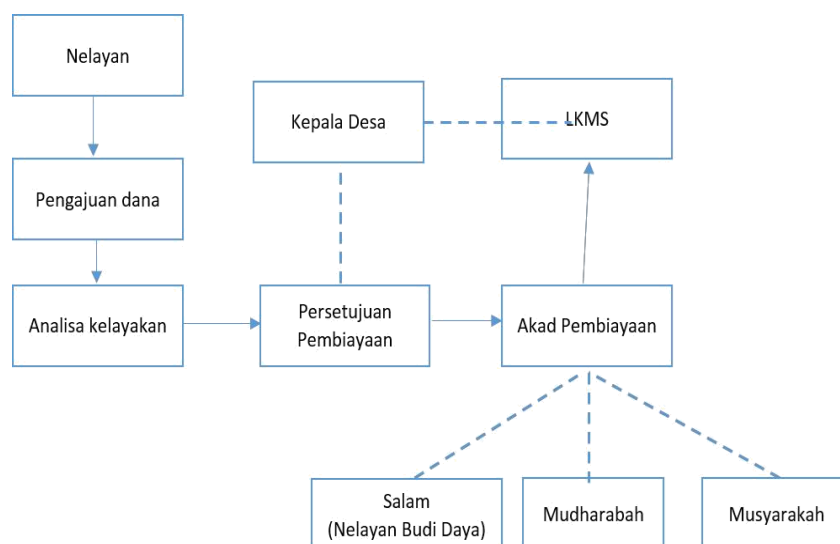 Nelayan
Kepala Desa
LKMS
Pengajuan dana
Analisa kelayakan
Persetujuan
Pembiayaan
Akad Pembiayaan
Salam
(Nelayan Budi Daya)
Mudharabah
Musyarakah